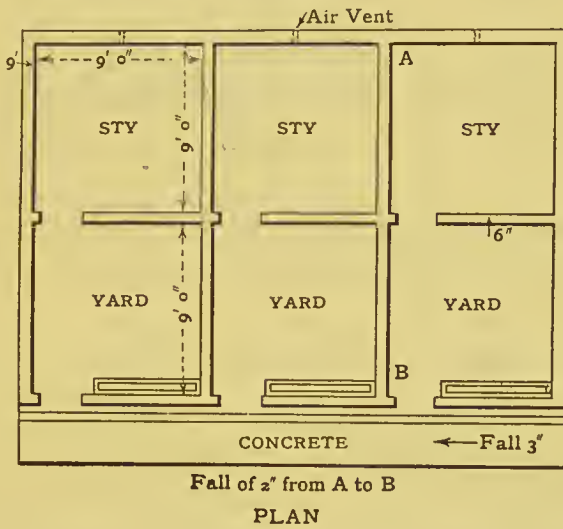 Air Vent
9' 9' 0" A
STY STY STY
9' 0"
6"
YARD YARD YARD
9' 0"
B
CONCRETE ← Fall 3"
Fall of 2" from A to B
PLAN